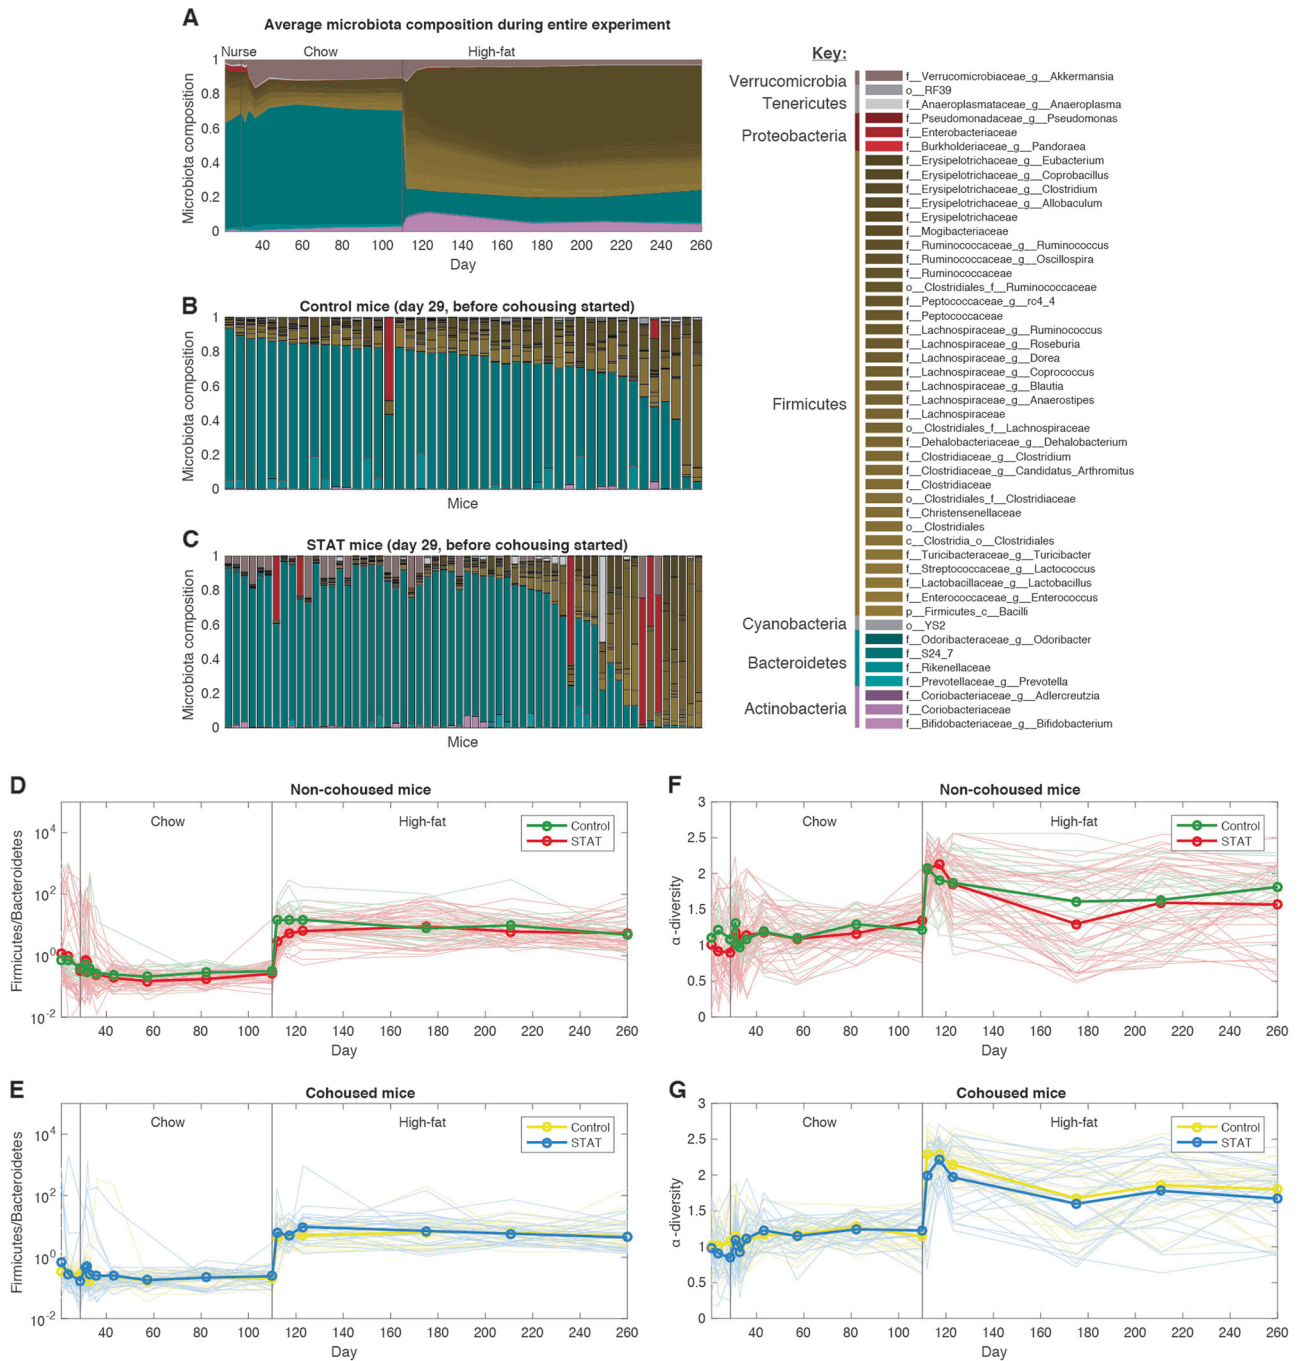 A
Average microbiota composition during entire experiment
Nurse
Chow
High-fat
Microbiota composition
1
0.8
0.6
0.4
0.2
0
40 60 80 100 120 140 160 180 200 220 240 260
Day
B
Control mice (day 29, before cohousing started)
Microbiota composition
1
0.8
0.6
0.4
0.2
0
Mice
C
STAT mice (day 29, before cohousing started)
Microbiota composition
1
0.8
0.6
0.4
0.2
0
Mice
Key:
Verrucomicrobia
Tenericutes
Proteobacteria
Firmicutes
Cyanobacteria
Bacteroidetes
Actinobacteria
f__Verrucomicrobiaceae_g__Akkermansia
o__RF39
f__Anaeroplasmataceae_g__Anaeroplasma
f__Pseudomonadaceae_g__Pseudomonas
f__Enterobacteriaceae
f__Burkholderiaceae_g__Pandoraea
f__Erysipelotrichaceae_g__Eubacterium
f__Erysipelotrichaceae_g__Coprobacillus
f__Erysipelotrichaceae_g__Clostridium
f__Erysipelotrichaceae_g__Allobaculum
f__Erysipelotrichaceae
f__Mogibacteriaceae
f__Ruminococcaceae_g__Ruminococcus
f__Ruminococcaceae_g__Oscillospira
f__Ruminococcaceae
o__Clostridiales_f__Ruminococcaceae
f__Peptococcaceae_g__rc4_4
f__Peptococcaceae
f__Lachnospiraceae_g__Ruminococcus
f__Lachnospiraceae_g__Roseburia
f__Lachnospiraceae_g__Dorea
f__Lachnospiraceae_g__Coprococcus
f__Lachnospiraceae_g__Blautia
f__Lachnospiraceae_g__Anaerostipes
f__Lachnospiraceae
o__Clostridiales_f__Lachnospiraceae
f__Dehalobacteriaceae_g__Dehalobacterium
f__Clostridiaceae_g__Clostridium
f__Clostridiaceae_g__Candidatus_Arthromitus
f__Clostridiaceae
o__Clostridiales_f__Clostridiaceae
f__Christensenellaceae
o__Clostridiales
c__Clostridia_o__Clostridiales
f__Turicibacteraceae_g__Turicibacter
f__Streptococcaceae_g__Lactococcus
f__Lactobacillaceae_g__Lactobacillus
f__Enterococcaceae_g__Enterococcus
p__Firmicutes_c__Bacilli
o__YS2
f__Odoribacteraceae_g__Odoribacter
f__S24_7
f__Rikenellaceae
f__Prevotellaceae_g__Prevotella
f__Coriobacteriaceae_g__Adlercreutzia
f__Coriobacteriaceae
f__Bifidobacteriaceae_g__Bifidobacterium
D
Non-cohoused mice
Chow
High-fat
Control
STAT
Firmicutes/Bacteroidetes
10^4
10^2
10^0
10^-2
40 60 80 100 120 140 160 180 200 220 240 260
Day
F
Non-cohoused mice
Chow
High-fat
Control
STAT
α-diversity
3
2.5
2
1.5
1
0.5
0
40 60 80 100 120 140 160 180 200 220 240 260
Day
E
Cohoused mice
Chow
High-fat
Control
STAT
Firmicutes/Bacteroidetes
10^4
10^2
10^0
10^-2
40 60 80 100 120 140 160 180 200 220 240 260
Day
G
Cohoused mice
Chow
High-fat
Control
STAT
α-diversity
3
2.5
2
1.5
1
0.5
0
40 60 80 100 120 140 160 180 200 220 240 260
Day